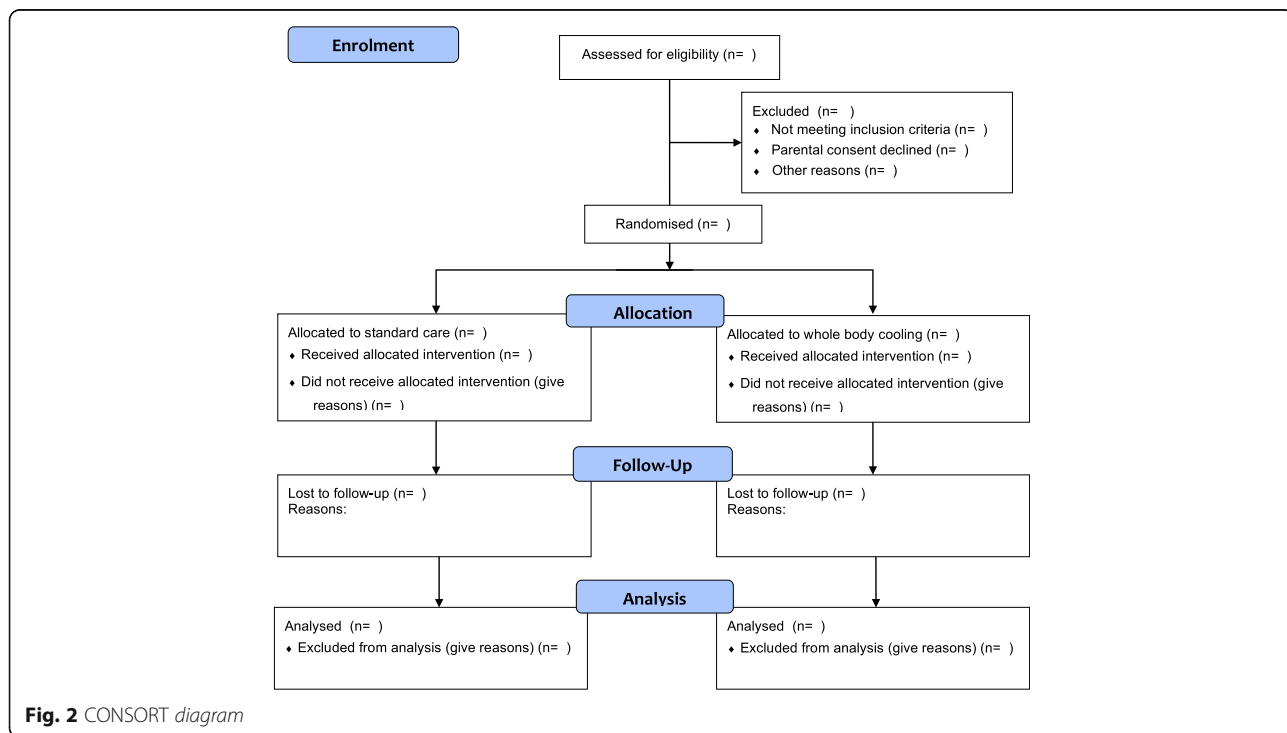 Enrolment
Assessed for eligibility (n= )
Excluded (n= )
♦ Not meeting inclusion criteria (n= )
♦ Parental consent declined (n= )
♦ Other reasons (n= )
Randomised (n= )
Allocation
Allocated to standard care (n= )
♦ Received allocated intervention (n= )
♦ Did not receive allocated intervention (give
reasons) (n= )
Allocated to whole body cooling (n= )
♦ Received allocated intervention (n= )
♦ Did not receive allocated intervention (give
reasons) (n= )
Follow-Up
Lost to follow-up (n= )
Reasons:
Lost to follow-up (n= )
Reasons:
Analysis
Analysed (n= )
♦ Excluded from analysis (give reasons) (n= )
Analysed (n= )
♦ Excluded from analysis (give reasons) (n= )
Fig. 2 CONSORT diagram